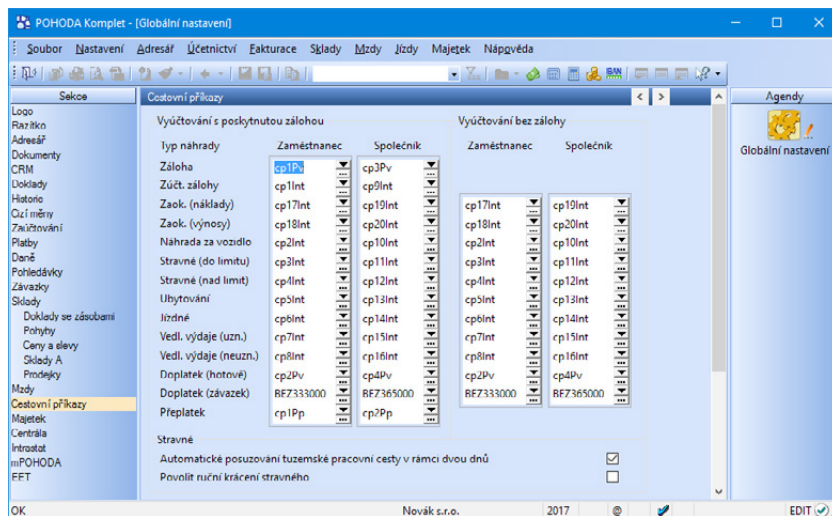 POHODA Komplet - [Globální nastavení]
Soubor Nastavení Adresář Účetnictví Fakturace Sklady Mzdy Jízdy Majetek Nápověda
Sekce
Logo
Razítko
Adresář
Dokumenty
CRM
Doklady
Historie
Cizí měny
Zaúčtování
Platby
Daně
Pohledávky
Závazky
Sklady
Doklady se zásobami
Pohyby
Ceny a slevy
Sklady A
Prodejky
Mzdy
Cestovní příkazy
Majetek
Centrála
Intrastat
mPOHODA
EET
Cestovní příkazy
Vyúčtování s poskytnutou zálohou Vyúčtování bez zálohy
Typ náhrady Zaměstnanec Společník Zaměstnanec Společník
Záloha cp1Pv cp3Pv
Zúčt. zálohy cp1Int cp9Int
Zaok. (náklady) cp17Int cp19Int cp17Int cp19Int
Zaok. (výnosy) cp18Int cp20Int cp18Int cp20Int
Náhrada za vozidlo cp2Int cp10Int cp2Int cp10Int
Stravné (do limitu) cp3Int cp11Int cp3Int cp11Int
Stravné (nad limit) cp4Int cp12Int cp4Int cp12Int
Ubytování cp5Int cp13Int cp5Int cp13Int
Jízdné cp6Int cp14Int cp6Int cp14Int
Vedl. výdaje (uzn.) cp7Int cp15Int cp7Int cp15Int
Vedl. výdaje (neuzn.) cp8Int cp16Int cp8Int cp16Int
Doplatek (hotově) cp2Pv cp4Pv cp2Pv cp4Pv
Doplatek (závazek) BEZ333000 BEZ365000 BEZ333000 BEZ365000
Přeplatek cp1Pp cp2Pp
Stravné
Automatické posuzování tuzemské pracovní cesty v rámci dvou dnů
Povolit ruční krácení stravného
Agendy
Globální nastavení
OK Novák s.r.o. 2017 @ EDIT